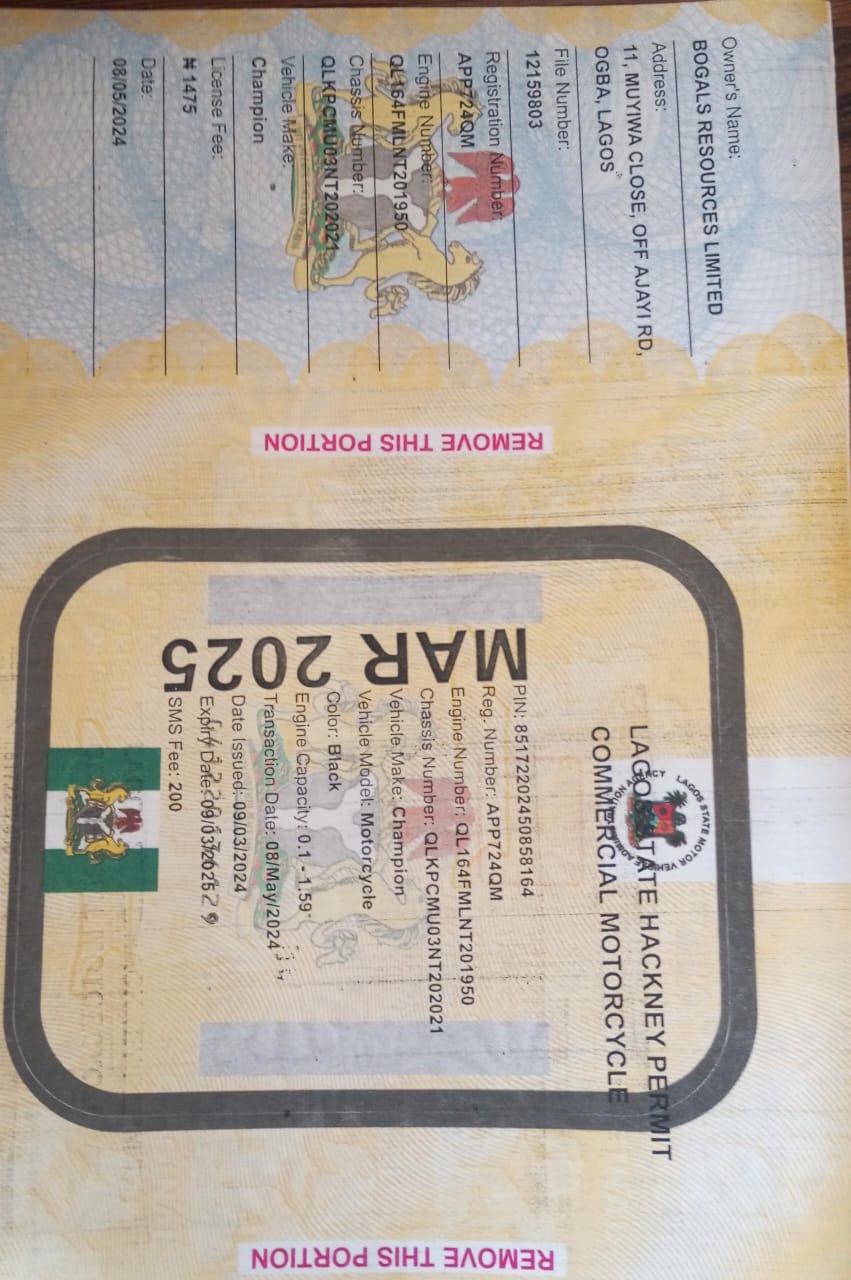 Owner's Name:
BOGALS RESOURCES LIMITED
Address:
11, MUYIWA CLOSE, OFF AJAYI RD,
OGBA, LAGOS
File Number:
12159803
Registration Number:
APP724QM
Engine Number:
QL164FMLNT201950
Chassis Number:
QLKPCMU03NT202021
Vehicle Make:
Champion
License Fee:
# 1475
Date:
08/05/2024
REMOVE THIS PORTION
LAGOS STATE MOTOR VEHICLE
LAGOS STATE HACKNEY PERMIT
COMMERCIAL MOTORCYCLE
PIN: 85172202450858164
Reg. Number: APP724QM
Engine Number: QL164FMLNT201950
Chassis Number: QLKPCMU03NT202021
Vehicle Make: Champion
Vehicle Model: Motorcycle
Color: Black
Engine Capacity: 0.1 - 1.59
Transaction Date: 08/May/2024
Date Issued: 09/03/2024
Expiry Date: 09/03/2025
SMS Fee: 200
MAR 2025
REMOVE THIS PORTION